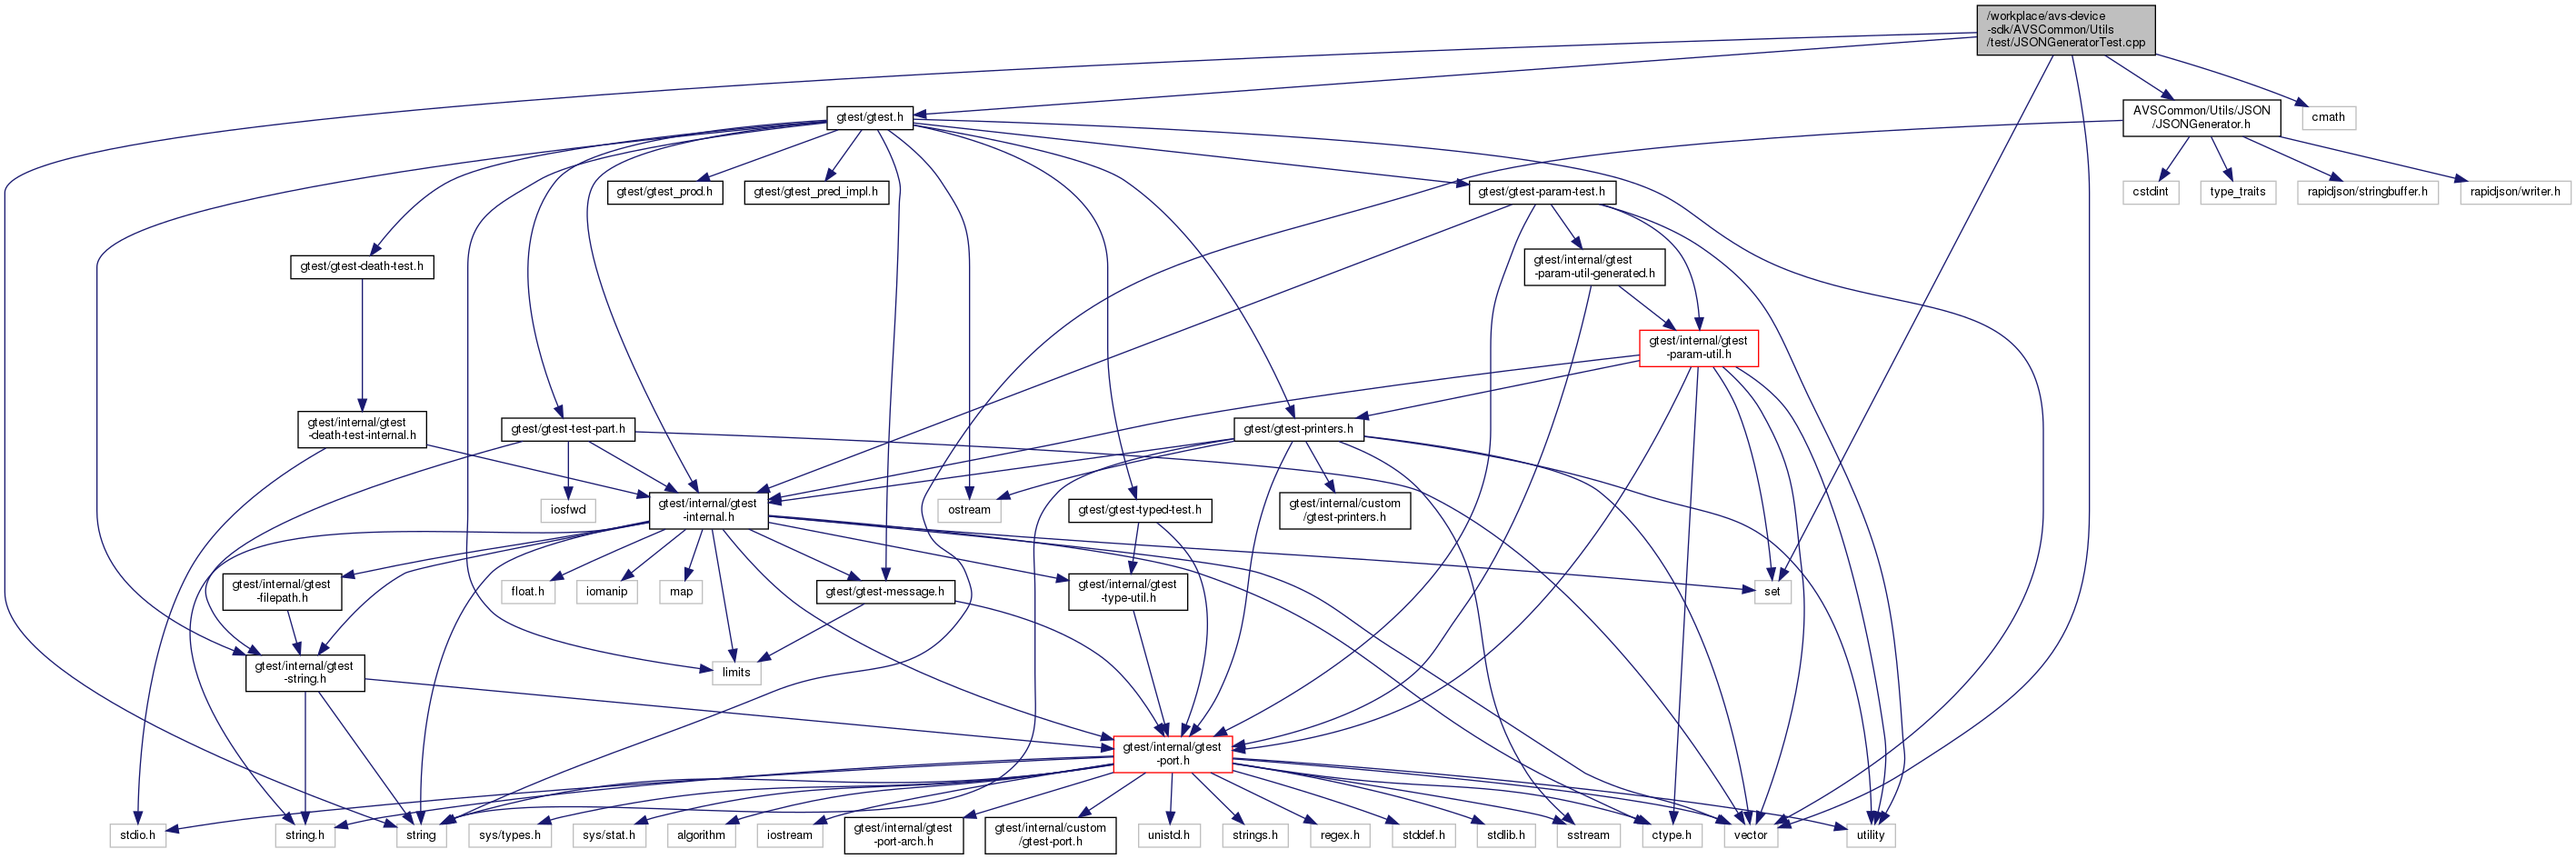 /workplace/avs-device
-sdk/AVSCommon/Utils
/test/JSONGeneratorTest.cpp
gtest/gtest.h
AVSCommon/Utils/JSON
/JSONGenerator.h
cmath
gtest/gtest_prod.h
gtest/gtest_pred_impl.h
gtest/gtest-param-test.h
cstdint
type_traits
rapidjson/stringbuffer.h
rapidjson/writer.h
gtest/gtest-death-test.h
gtest/internal/gtest
-param-util-generated.h
gtest/internal/gtest
-param-util.h
gtest/internal/gtest
-death-test-internal.h
gtest/gtest-test-part.h
gtest/gtest-printers.h
gtest/internal/gtest
-internal.h
iosfwd
ostream
gtest/gtest-typed-test.h
gtest/internal/custom
/gtest-printers.h
gtest/internal/gtest
-filepath.h
float.h
iomanip
map
gtest/gtest-message.h
gtest/internal/gtest
-type-util.h
set
gtest/internal/gtest
-string.h
limits
gtest/internal/gtest
-port.h
stdio.h
string.h
string
sys/types.h
sys/stat.h
algorithm
iostream
gtest/internal/gtest
-port-arch.h
gtest/internal/custom
/gtest-port.h
unistd.h
strings.h
regex.h
stddef.h
stdlib.h
sstream
ctype.h
vector
utility